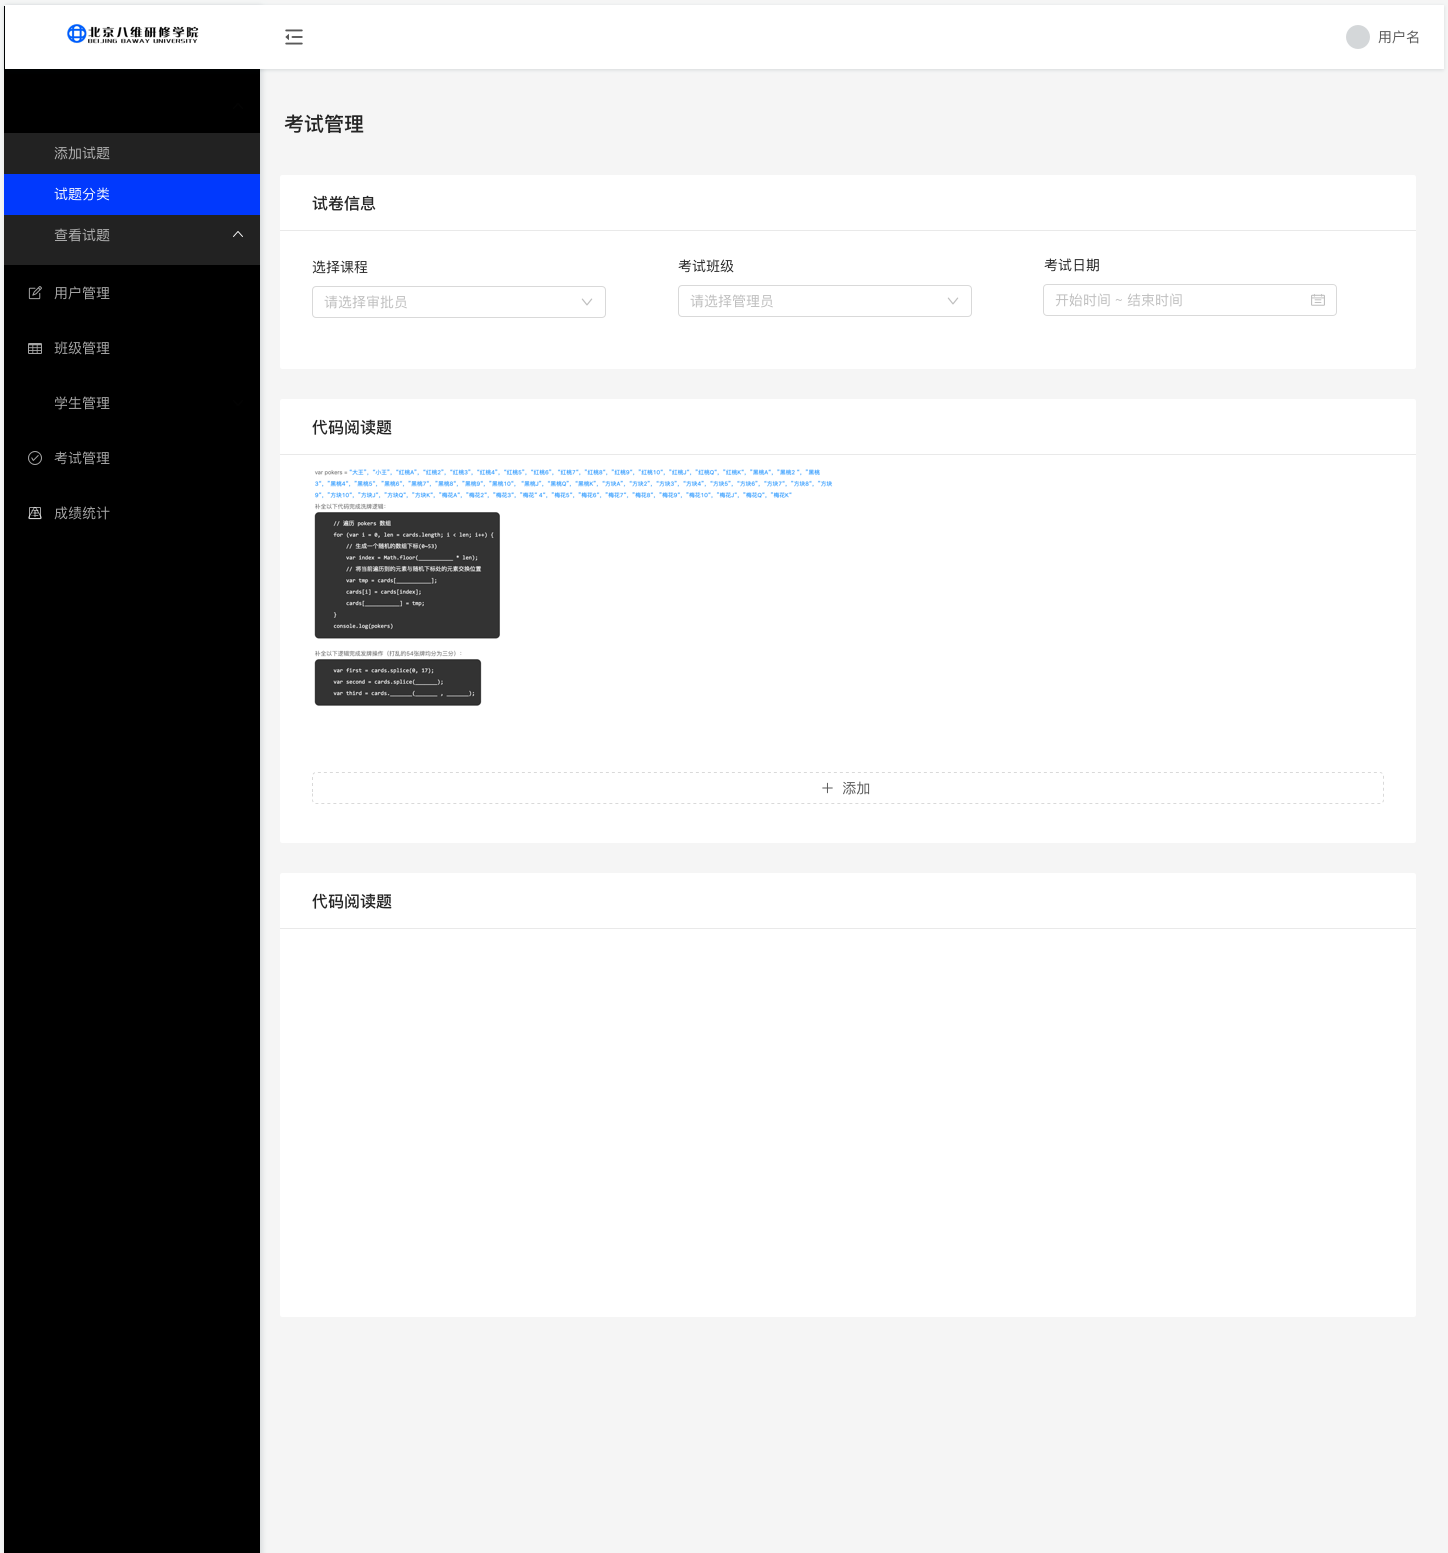 北京八维研修学院
BEIJING BAWAY UNIVERSITY
用户名
添加试题
试题分类
查看试题
用户管理
班级管理
学生管理
考试管理
成绩统计
考试管理
试卷信息
选择课程
考试班级
考试日期
请选择审批员
请选择管理员
开始时间 ~ 结束时间
代码阅读题
var pokers = "大王", "小王", "红桃A", "红桃2", "红桃3", "红桃4", "红桃5", "红桃6", "红桃7", "红桃8", "红桃9", "红桃10", "红桃J", "红桃Q", "红桃K", "黑桃A", "黑桃2 ", "黑桃
3", "黑桃4", "黑桃5", "黑桃6", "黑桃7", "黑桃8", "黑桃9", "黑桃10", "黑桃J", "黑桃Q", "黑桃K", "方块A", "方块2", "方块3", "方块4", "方块5", "方块6", "方块7", "方块8", "方块
9", "方块10", "方块J", "方块Q", "方块K", "梅花A", "梅花2", "梅花3", "梅花" 4", "梅花5", "梅花6", "梅花7", "梅花8", "梅花9", "梅花10", "梅花J", "梅花Q", "梅花K"
补全以下代码完成洗牌逻辑：
// 遍历 pokers 数组
for (var i = 0, len = cards.length; i < len; i++) {
// 生成一个随机的数组下标(0~53)
var index = Math.floor(___________ * len);
// 将当前遍历到的元素与随机下标处的元素交换位置
var tmp = cards[___________];
cards[i] = cards[index];
cards[___________] = tmp;
}
console.log(pokers)
补全以下逻辑完成发牌操作（打乱的54张牌均分为三分）：
var first = cards.splice(0, 17);
var second = cards.splice(_______);
var third = cards._______(_______ , _______);
添加
代码阅读题